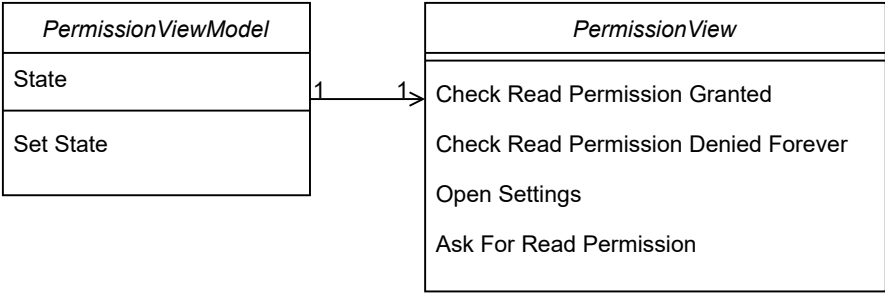 PermissionViewModel
State
Set State
1
1
PermissionView
Check Read Permission Granted
Check Read Permission Denied Forever
Open Settings
Ask For Read Permission